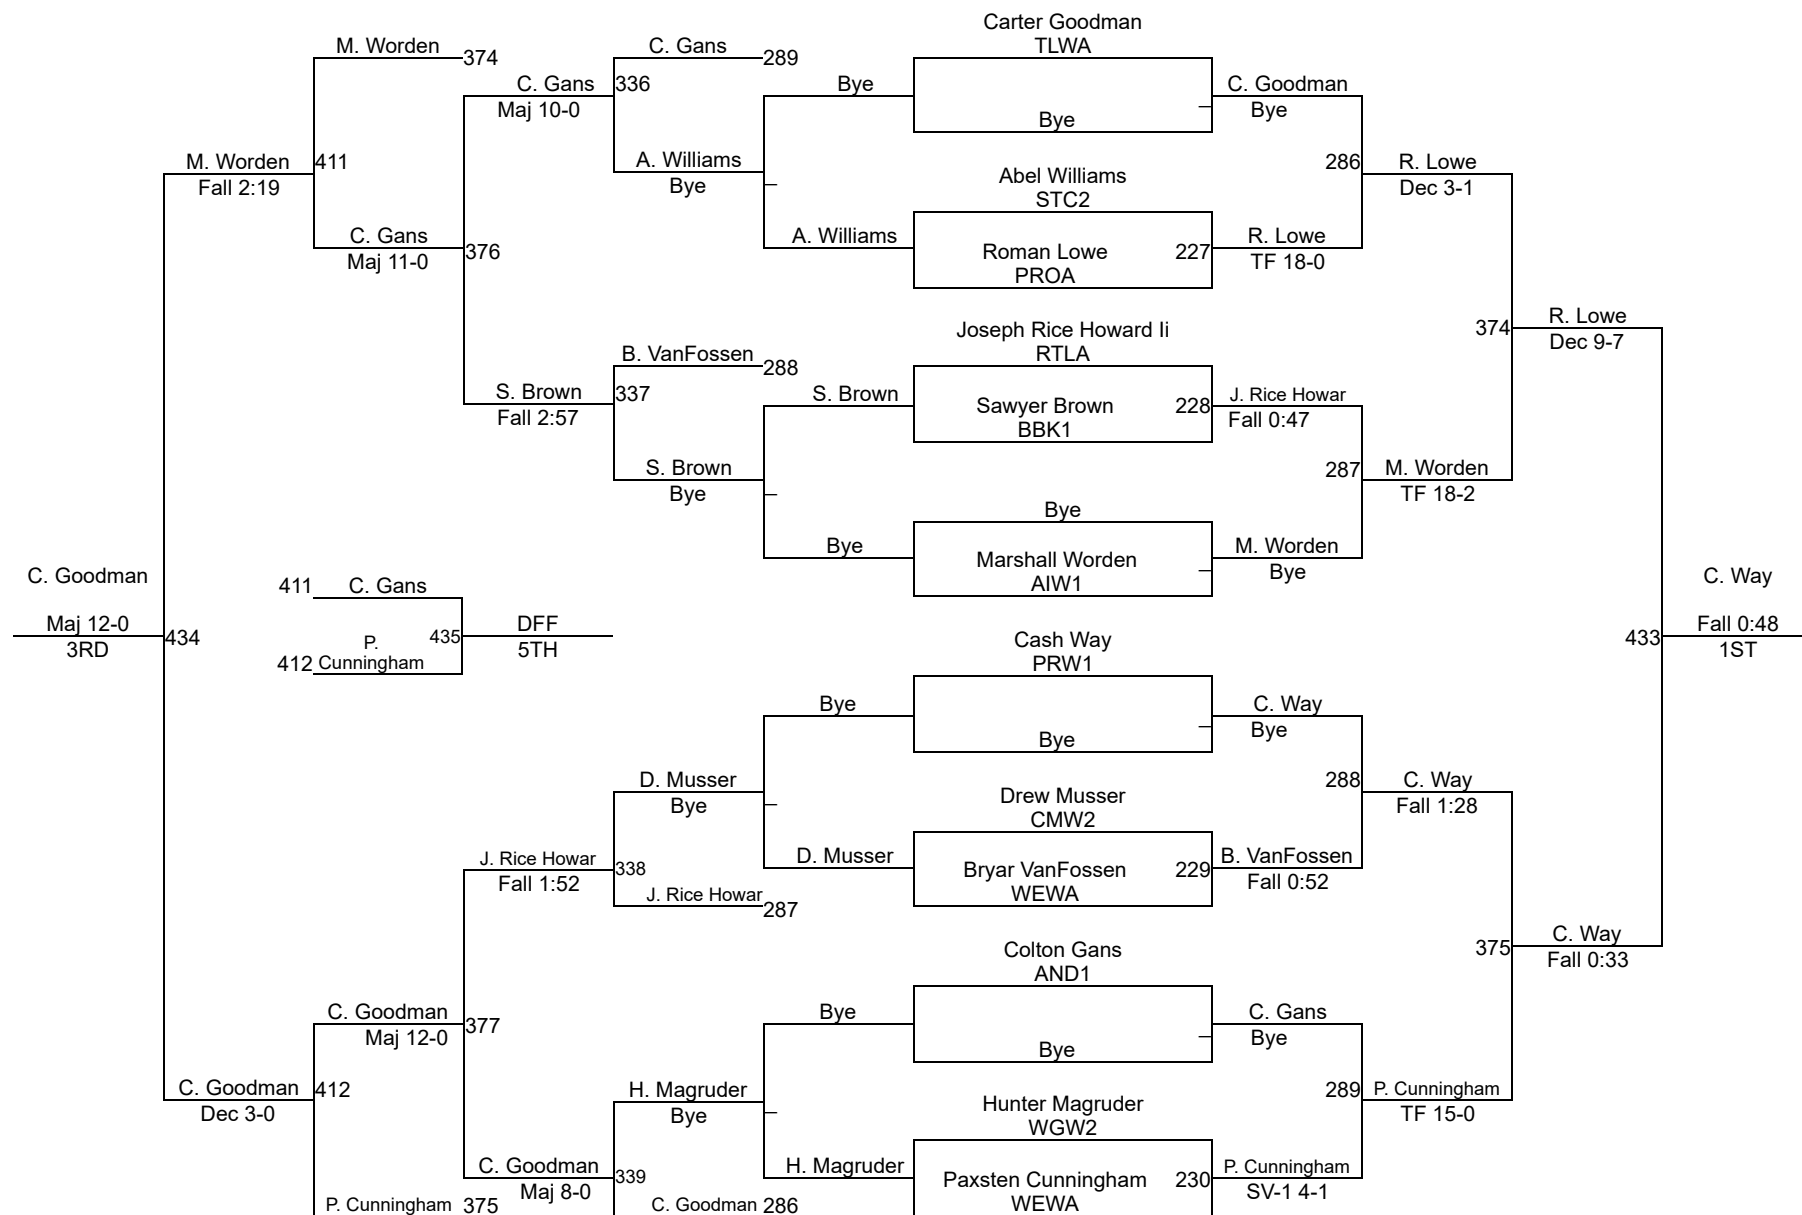 Carter Goodman
TLWA
M. Worden
374
C. Gans
289
C. Gans
336
Maj 10-0
Bye
C. Goodman
Bye
Bye
M. Worden
411
Fall 2:19
A. Williams
Bye
Abel Williams
STC2
286
R. Lowe
Dec 3-1
C. Gans
Maj 11-0
376
A. Williams
Roman Lowe
PROA
227
R. Lowe
TF 18-0
Joseph Rice Howard Ii
RTLA
374
R. Lowe
Dec 9-7
B. VanFossen
288
S. Brown
337
Fall 2:57
S. Brown
Sawyer Brown
BBK1
228
J. Rice Howar
Fall 0:47
S. Brown
Bye
287
M. Worden
TF 18-2
Bye
Bye
Marshall Worden
AIW1
M. Worden
Bye
C. Goodman
Maj 12-0
3RD
434
411
C. Gans
412
P.
Cunningham
435
DFF
5TH
C. Way
Fall 0:48
1ST
433
Cash Way
PRW1
Bye
Bye
C. Way
Bye
D. Musser
Bye
Drew Musser
CMW2
288
C. Way
Fall 1:28
J. Rice Howar
338
Fall 1:52
D. Musser
Bryar VanFossen
WEWA
229
B. VanFossen
Fall 0:52
J. Rice Howar
287
Colton Gans
AND1
375
C. Way
Fall 0:33
C. Goodman
377
Maj 12-0
Bye
Bye
C. Gans
Bye
C. Goodman
412
Dec 3-0
H. Magruder
Bye
Hunter Magruder
WGW2
289
P. Cunningham
TF 15-0
C. Goodman
339
Maj 8-0
H. Magruder
Paxsten Cunningham
WEWA
230
P. Cunningham
SV-1 4-1
P. Cunningham
375
C. Goodman
286